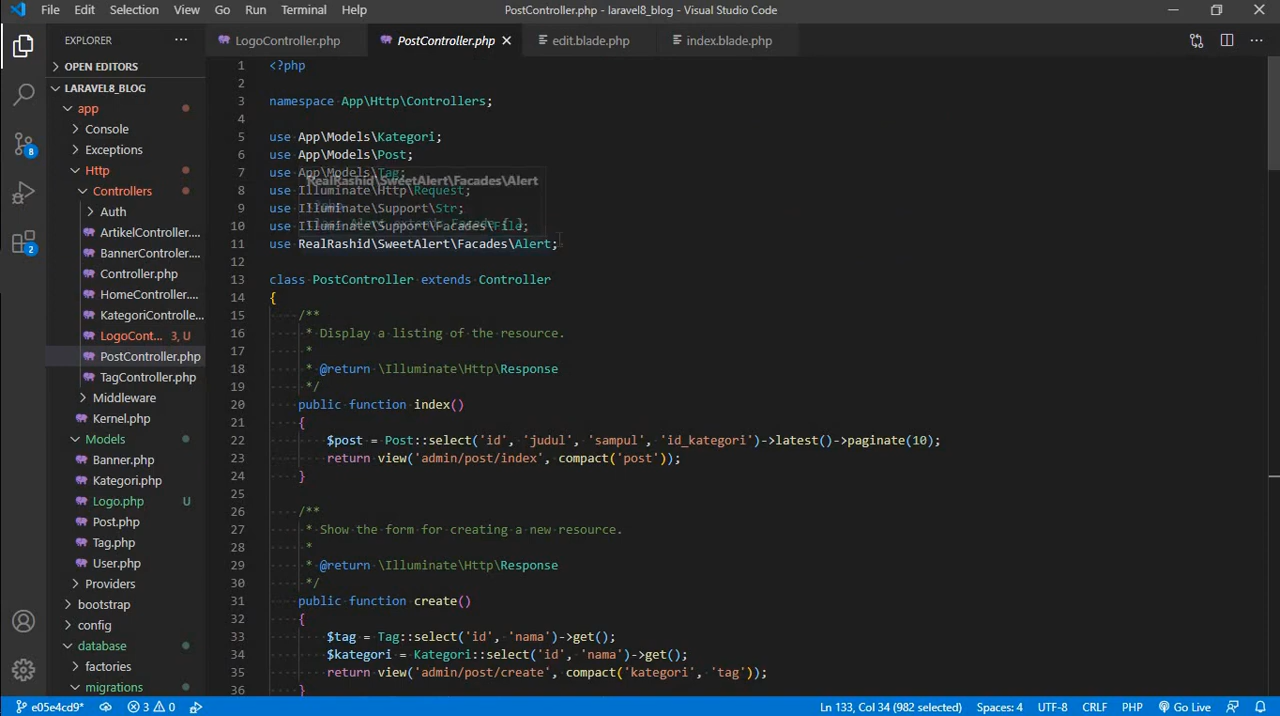 File Edit Selection View Go Run Terminal Help
PostController.php - laravel8_blog - Visual Studio Code
EXPLORER
LogoController.php
PostController.php
edit.blade.php
index.blade.php
OPEN EDITORS
LARAVEL8_BLOG
app
Console
Exceptions
Http
Controllers
Auth
ArtikelController....
BannerController....
Controller.php
HomeController....
KategoriControlle...
LogoCont... 3, U
PostController.php
TagController.php
Middleware
Kernel.php
Models
Banner.php
Kategori.php
Logo.php U
Post.php
Tag.php
User.php
Providers
bootstrap
config
database
factories
migrations
8
2
1 <?php
2
3 namespace App\Http\Controllers;
4
5 use App\Models\Kategori;
6 use App\Models\Post;
7 use App\Models\Tag;
RealRashid\SweetAlert\Facades\Alert
8 use Illuminate\Http\Request;
9 use Illuminate\Support\Str;
10 use Illuminate\Support\Facades\File;
11 use RealRashid\SweetAlert\Facades\Alert;
12
13 class PostController extends Controller
14 {
15 /**
16 * Display a listing of the resource.
17 *
18 * @return \Illuminate\Http\Response
19 */
20 public function index()
21 {
22 $post = Post::select('id', 'judul', 'sampul', 'id_kategori')->latest()->paginate(10);
23 return view('admin/post/index', compact('post'));
24 }
25
26 /**
27 * Show the form for creating a new resource.
28 *
29 * @return \Illuminate\Http\Response
30 */
31 public function create()
32 {
33 $tag = Tag::select('id', 'nama')->get();
34 $kategori = Kategori::select('id', 'nama')->get();
35 return view('admin/post/create', compact('kategori', 'tag'));
36 }
e05e4cd9* 3 0 Ln 133, Col 34 (982 selected) Spaces: 4 UTF-8 CRLF PHP Go Live